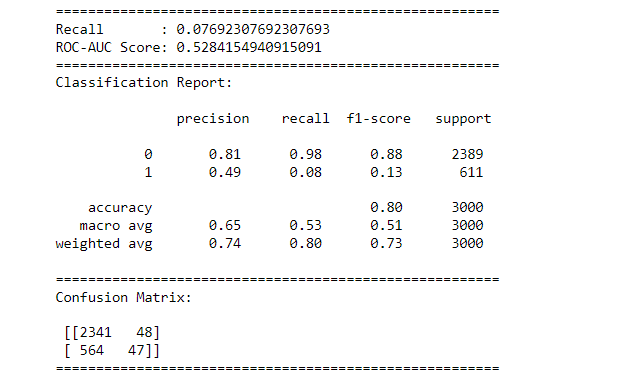 =======================================================
Recall       : 0.07692307692307693
ROC-AUC Score: 0.5284154940915091
=======================================================
Classification Report:
precision    recall  f1-score   support
0       0.81      0.98      0.88      2389
1       0.49      0.08      0.13       611
accuracy                           0.80      3000
macro avg       0.65      0.53      0.51      3000
weighted avg       0.74      0.80      0.73      3000
=======================================================
Confusion Matrix:
[[2341   48]
[ 564   47]]
=======================================================